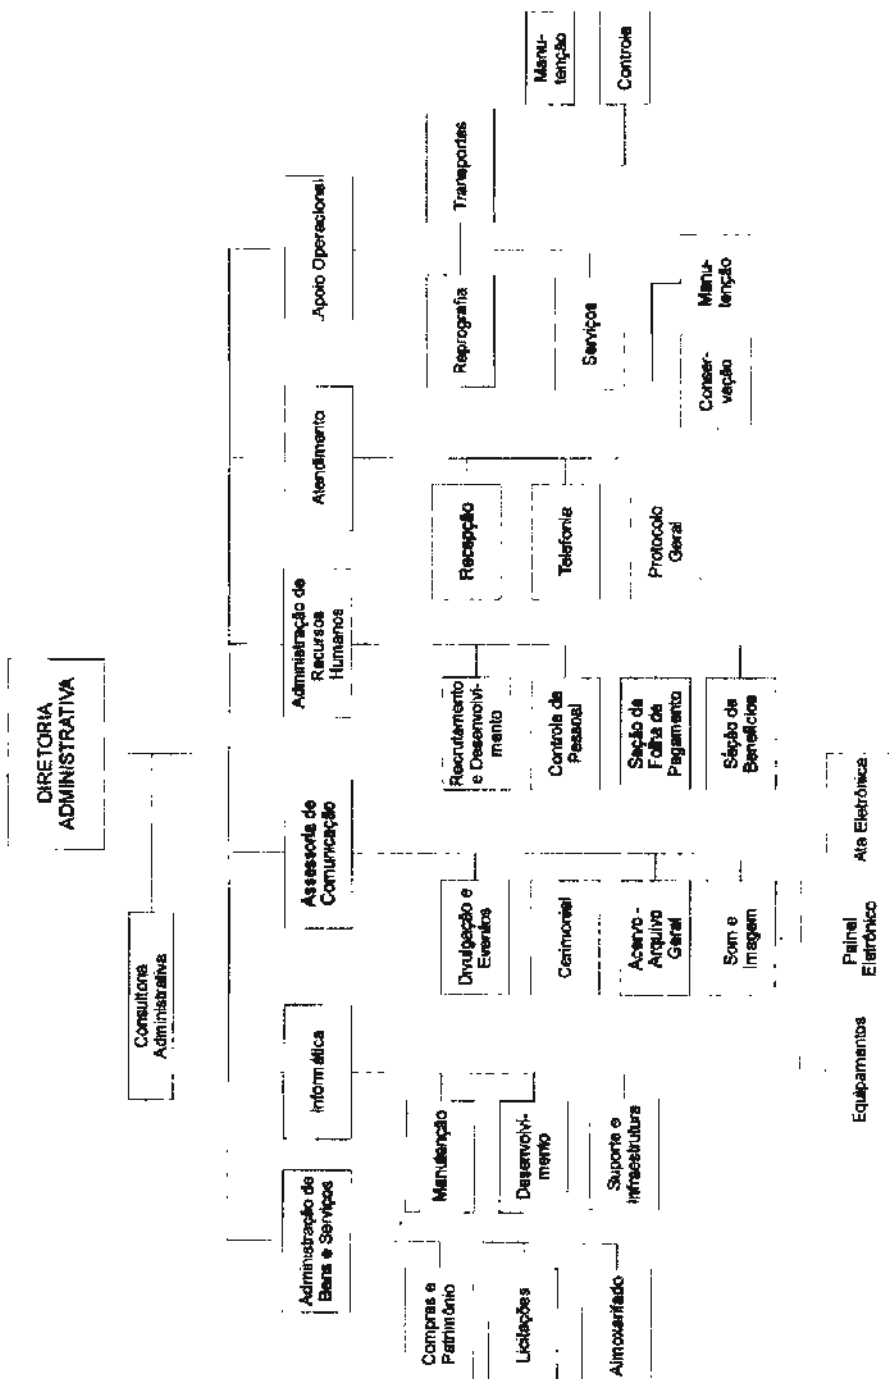 DIRETORIA
ADMINISTRATIVA
Consultoria
Administrativa
Administração de
Bens e Serviços
Informática
Assessoria de
Comunicação
Administração de
Recursos
Humanos
Atendimento
Apoio Operacional
Compras e
Patrimônio
Licitações
Almoxarifado
Manutenção
Desenvolvi-
mento
Suporte e
Infraestrutura
Divulgação e
Eventos
Cerimonial
Acervo -
Arquivo
Geral
Som e
Imagem
Equipamentos
Painel
Eletrônico
Ata Eletrônica
Recrutamento
e Desenvolvi-
mento
Controle de
Pessoal
Seção de
Folha de
Pagamento
Seção de
Benefícios
Recepção
Telefonia
Protocolo
Geral
Reprografia
Transportes
Serviços
Conser-
vação
Manu-
tenção
Manu-
tenção
Controle